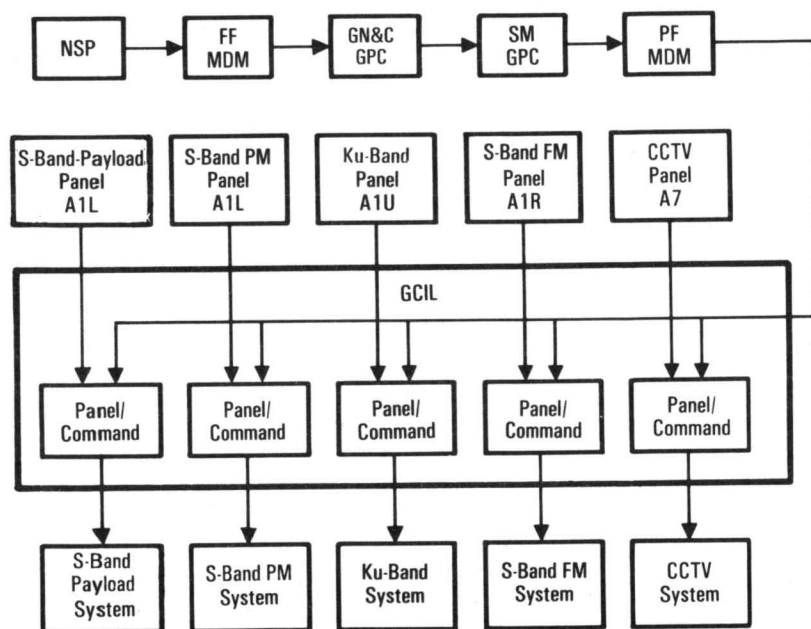 NSP
FF
MDM
GN&C
GPC
SM
GPC
PF
MDM
S-Band-Payload
Panel
A1L
S-Band PM
Panel
A1L
Ku-Band
Panel
A1U
S-Band FM
Panel
A1R
CCTV
Panel
A7
GCIL
Panel/
Command
Panel/
Command
Panel/
Command
Panel/
Command
Panel/
Command
S-Band
Payload
System
S-Band PM
System
Ku-Band
System
S-Band FM
System
CCTV
System